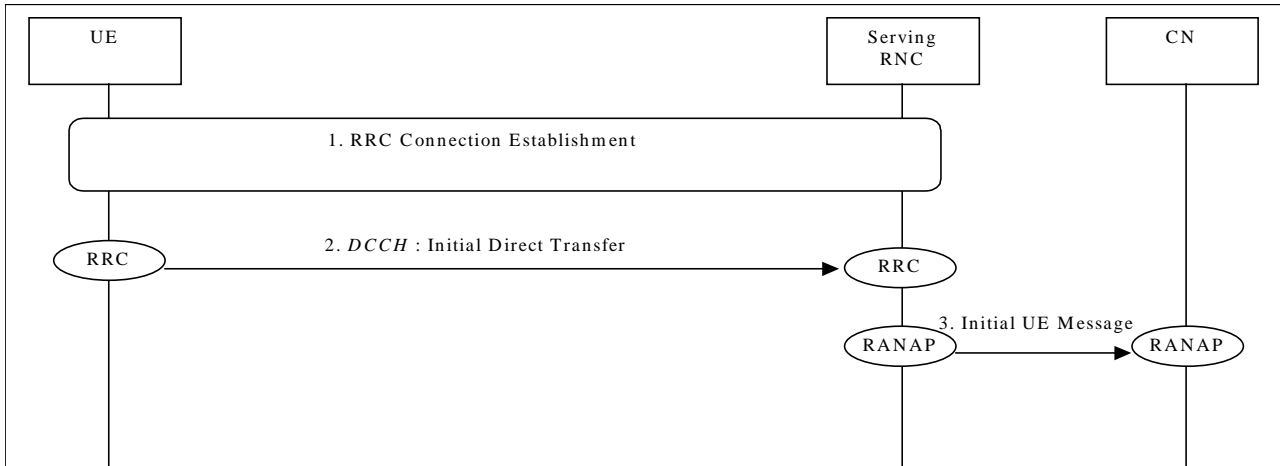 UE
Serving
RNC
CN
1. RRC Connection Establishment
2. DCCH : Initial Direct Transfer
RRC
RRC
3. Initial UE Message
RANAP
RANAP